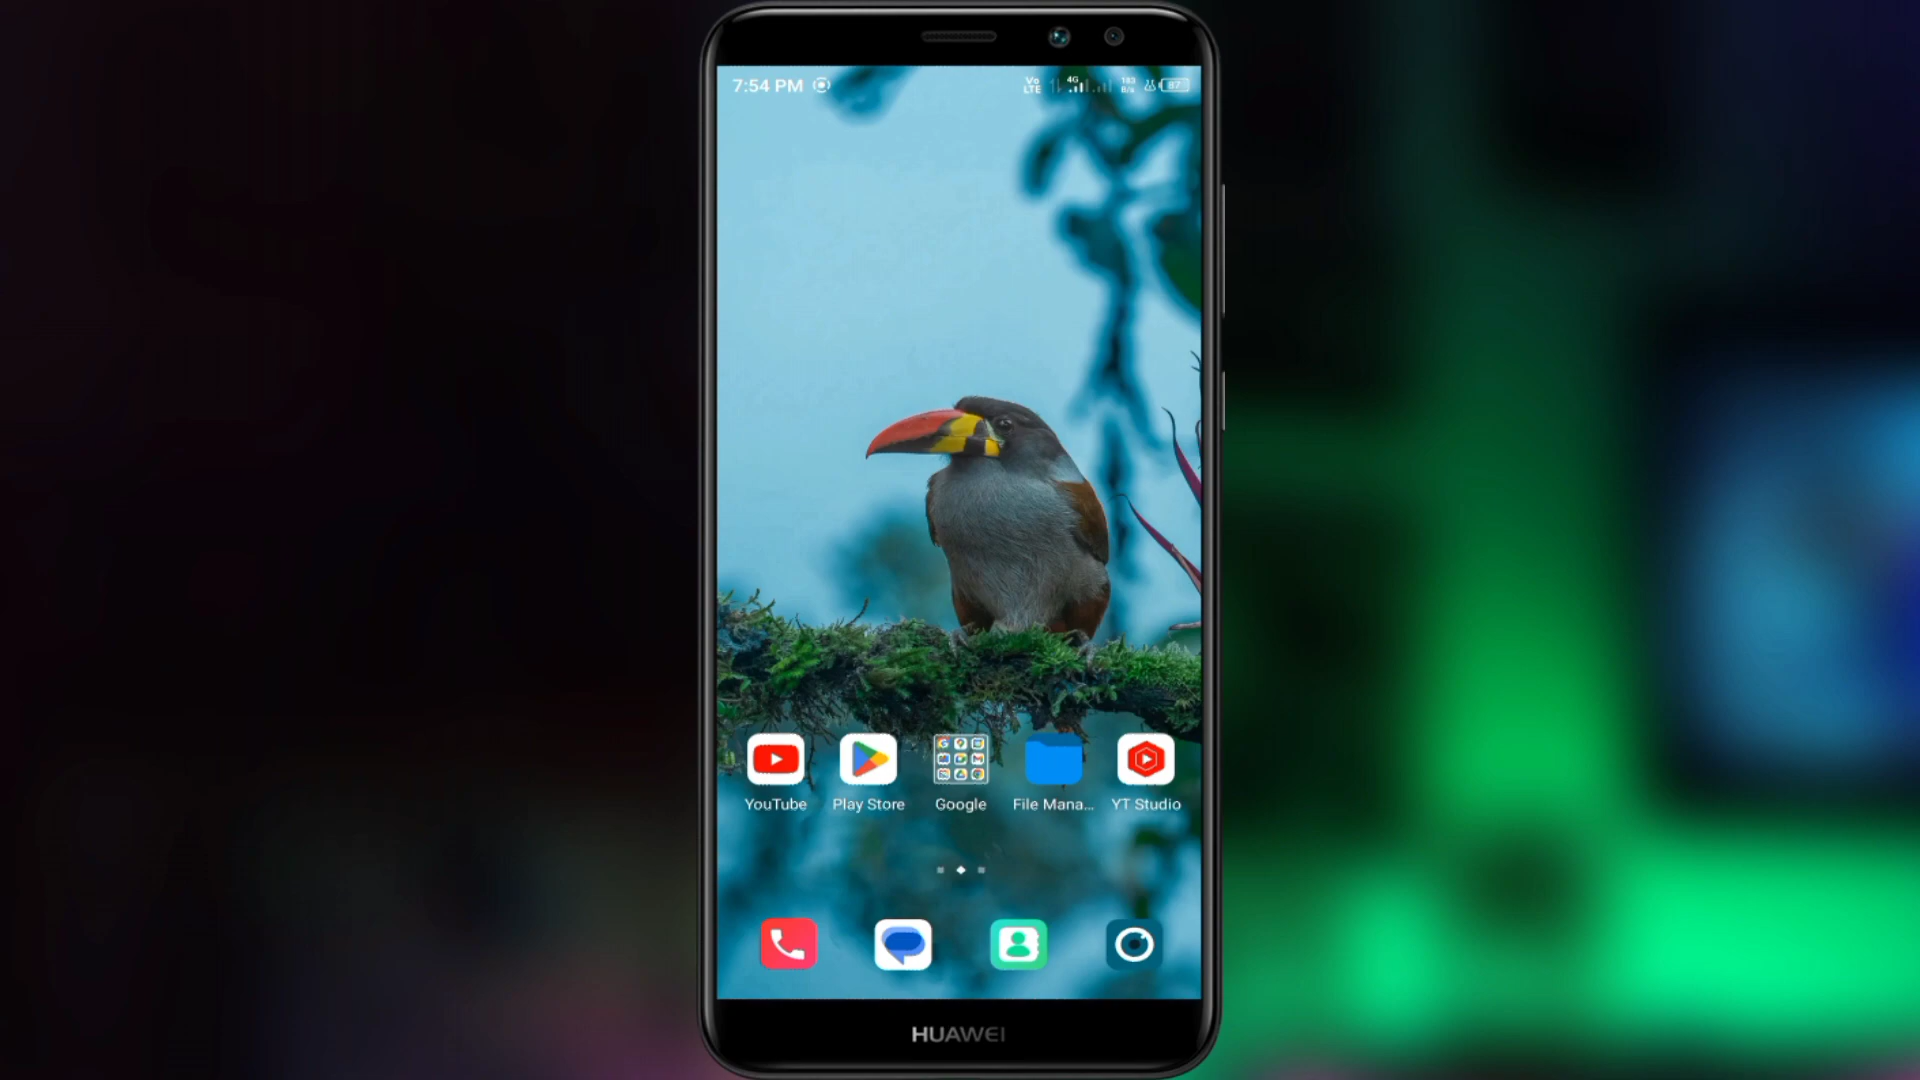 7:54 PM
Vo
LTE
4G
183
B/s
87
YouTube
Play Store
Google
File Mana...
YT Studio
HUAWEI